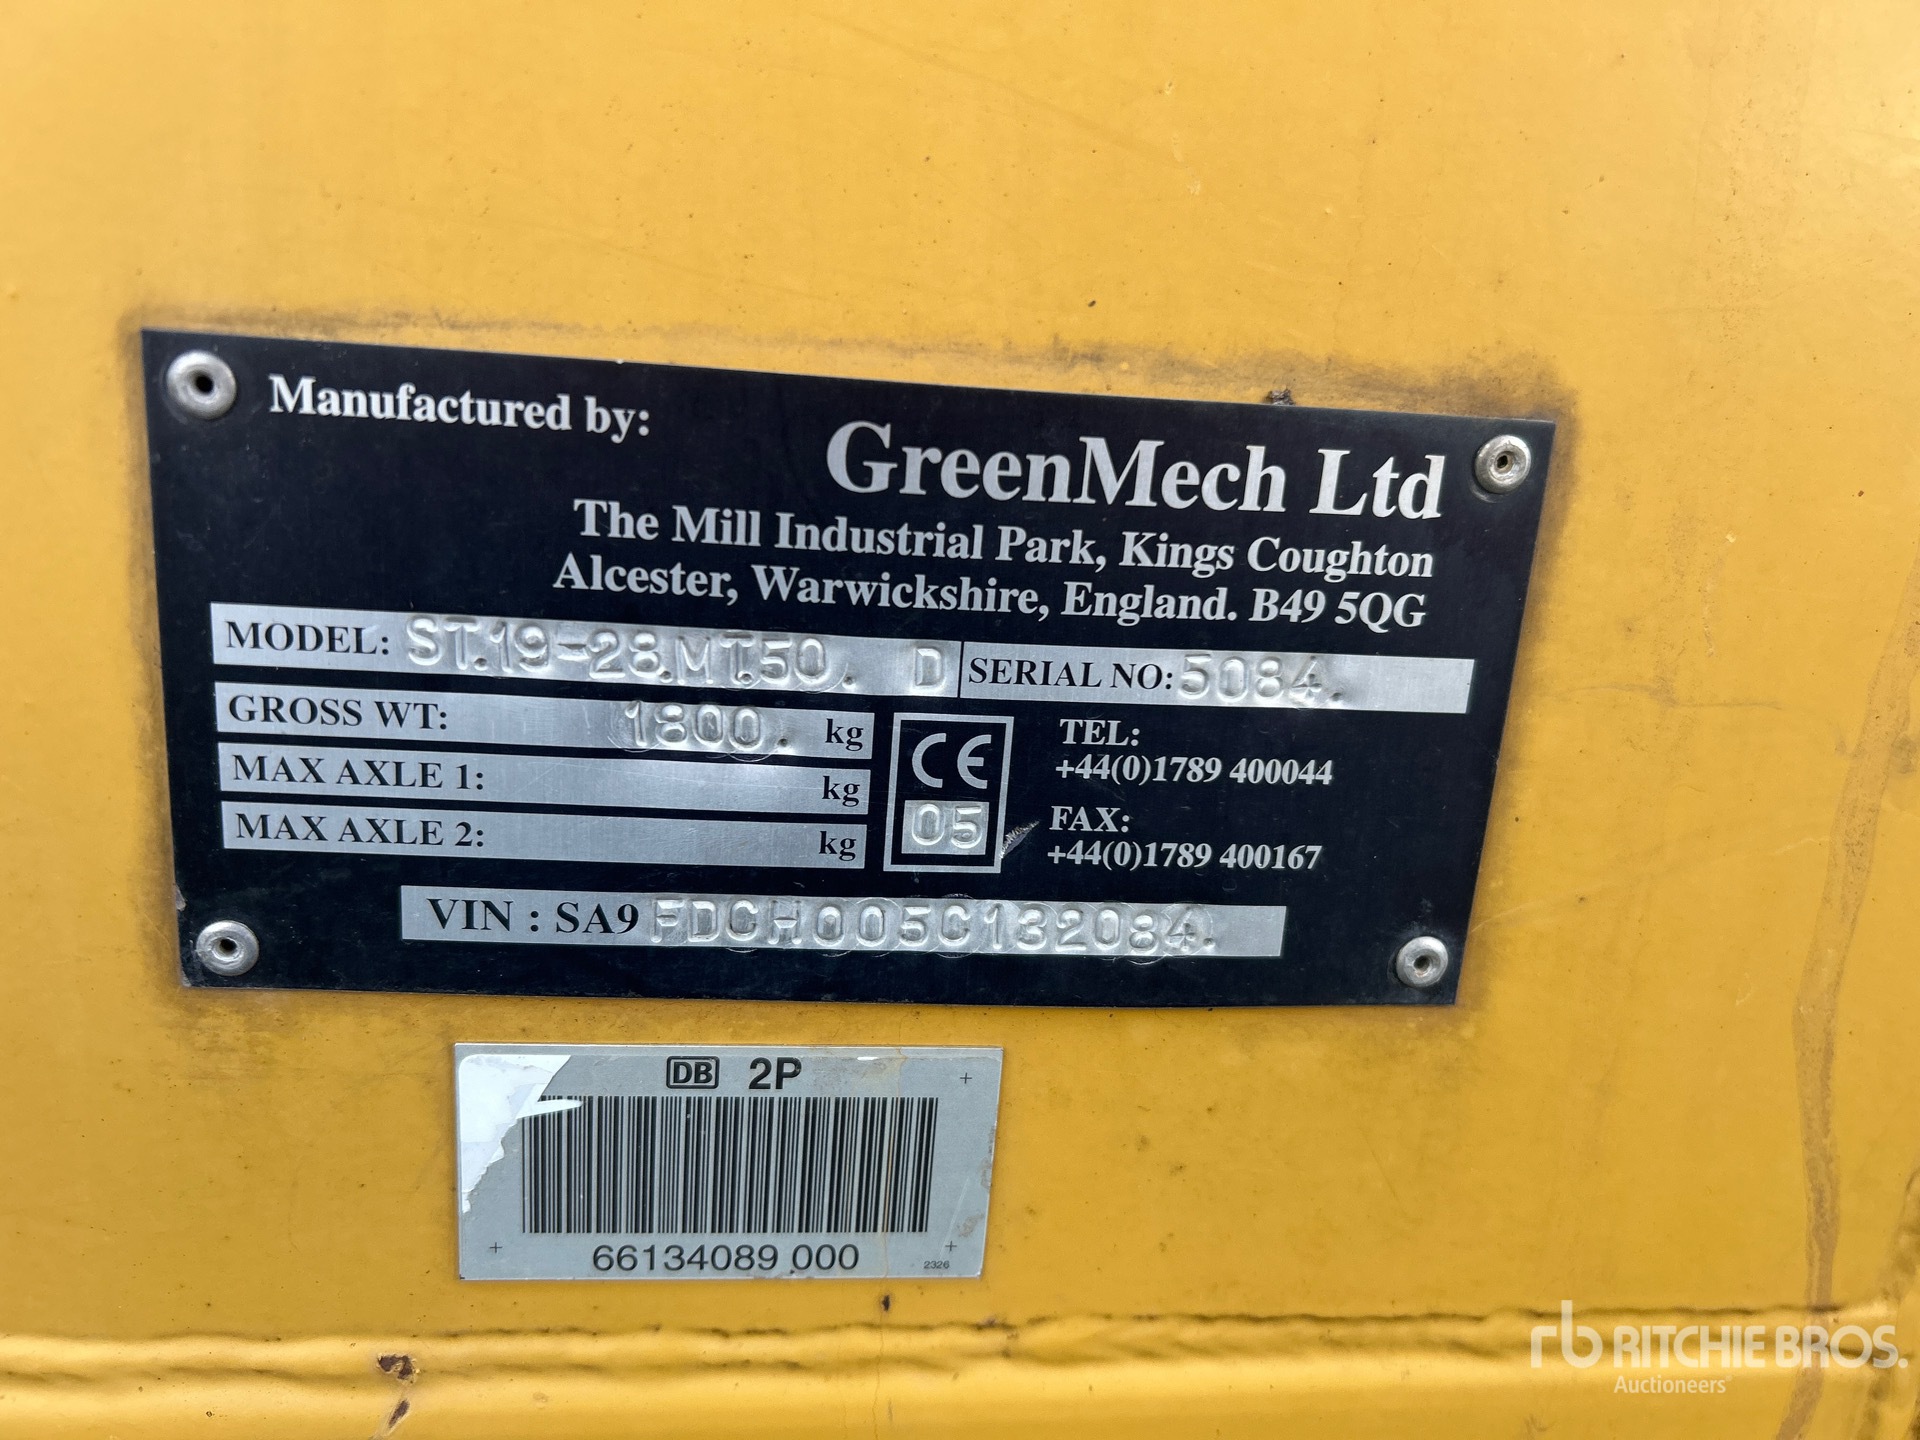 Manufactured by:
GreenMech Ltd
The Mill Industrial Park, Kings Coughton
Alcester, Warwickshire, England. B49 5QG
MODEL: ST.19-28.MT.50. D SERIAL NO: 5084.
GROSS WT: 1800. kg
MAX AXLE 1: kg
MAX AXLE 2: kg
CE
05
TEL:
+44(0)1789 400044
FAX:
+44(0)1789 400167
VIN : SA9 FDCH005C132084.
DB 2P
66134089 000
2326
rb RITCHIE BROS.
Auctioneers